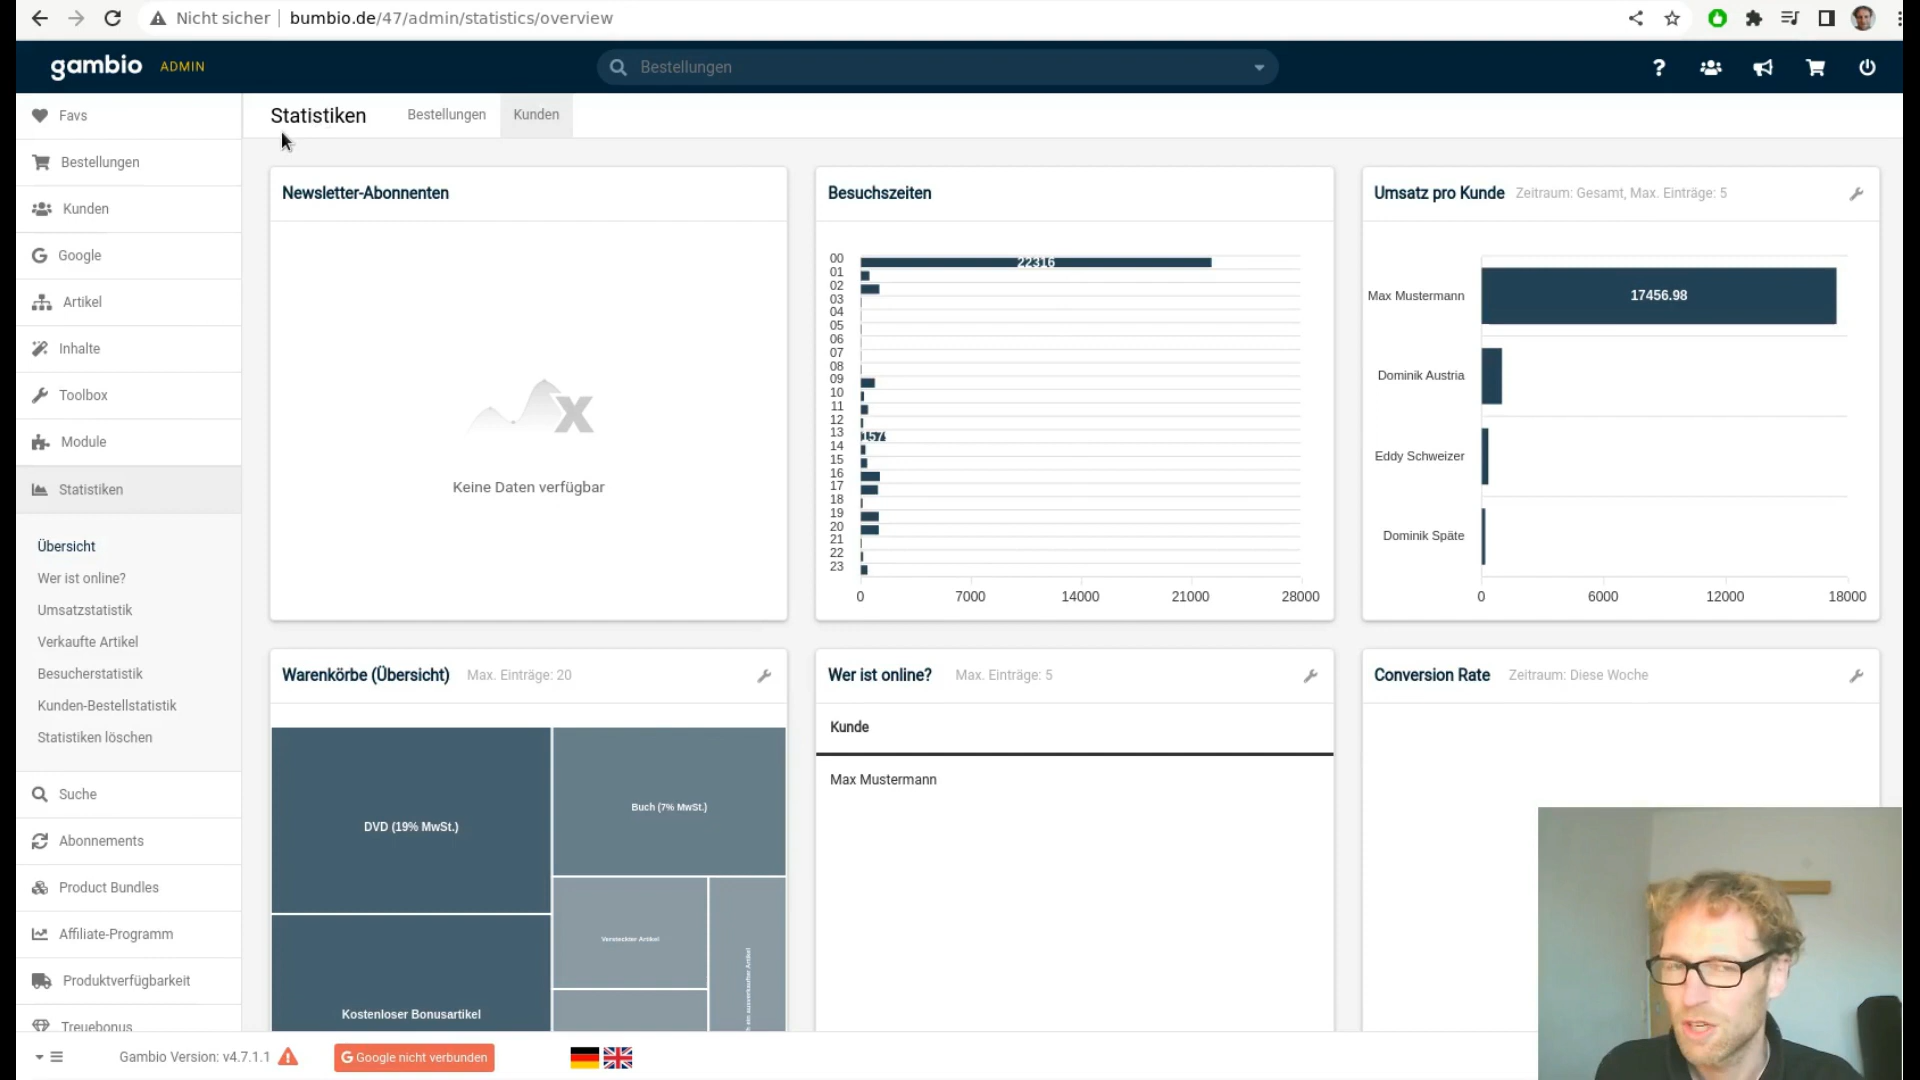 Nicht sicher
bumbio.de/47/admin/statistics/overview
gambio ADMIN
Bestellungen
?
Favs
Bestellungen
Kunden
Google
Artikel
Inhalte
Toolbox
Module
Statistiken
Übersicht
Wer ist online?
Umsatzstatistik
Verkaufte Artikel
Besucherstatistik
Kunden-Bestellstatistik
Statistiken löschen
Suche
Abonnements
Product Bundles
Affiliate-Programm
Produktverfügbarkeit
Treuebonus
Statistiken
Bestellungen
Kunden
Newsletter-Abonnenten
Keine Daten verfügbar
Besuchszeiten
00
22316
01
02
03
04
05
06
07
08
09
10
11
12
13
14
15
16
17
18
19
20
21
22
23
0 7000 14000 21000 28000
Umsatz pro Kunde Zeitraum: Gesamt, Max. Einträge: 5
Max Mustermann
17456.98
Dominik Austria
Eddy Schweizer
Dominik Späte
0 6000 12000 18000
Warenkörbe (Übersicht) Max. Einträge: 20
DVD (19% MwSt.)
Buch (7% MwSt.)
Versteckter Artikel
ein ausverkaufter Artikel
Kostenloser Bonusartikel
Wer ist online? Max. Einträge: 5
Kunde
Max Mustermann
Conversion Rate Zeitraum: Diese Woche
Gambio Version: v4.7.1.1
Google nicht verbunden